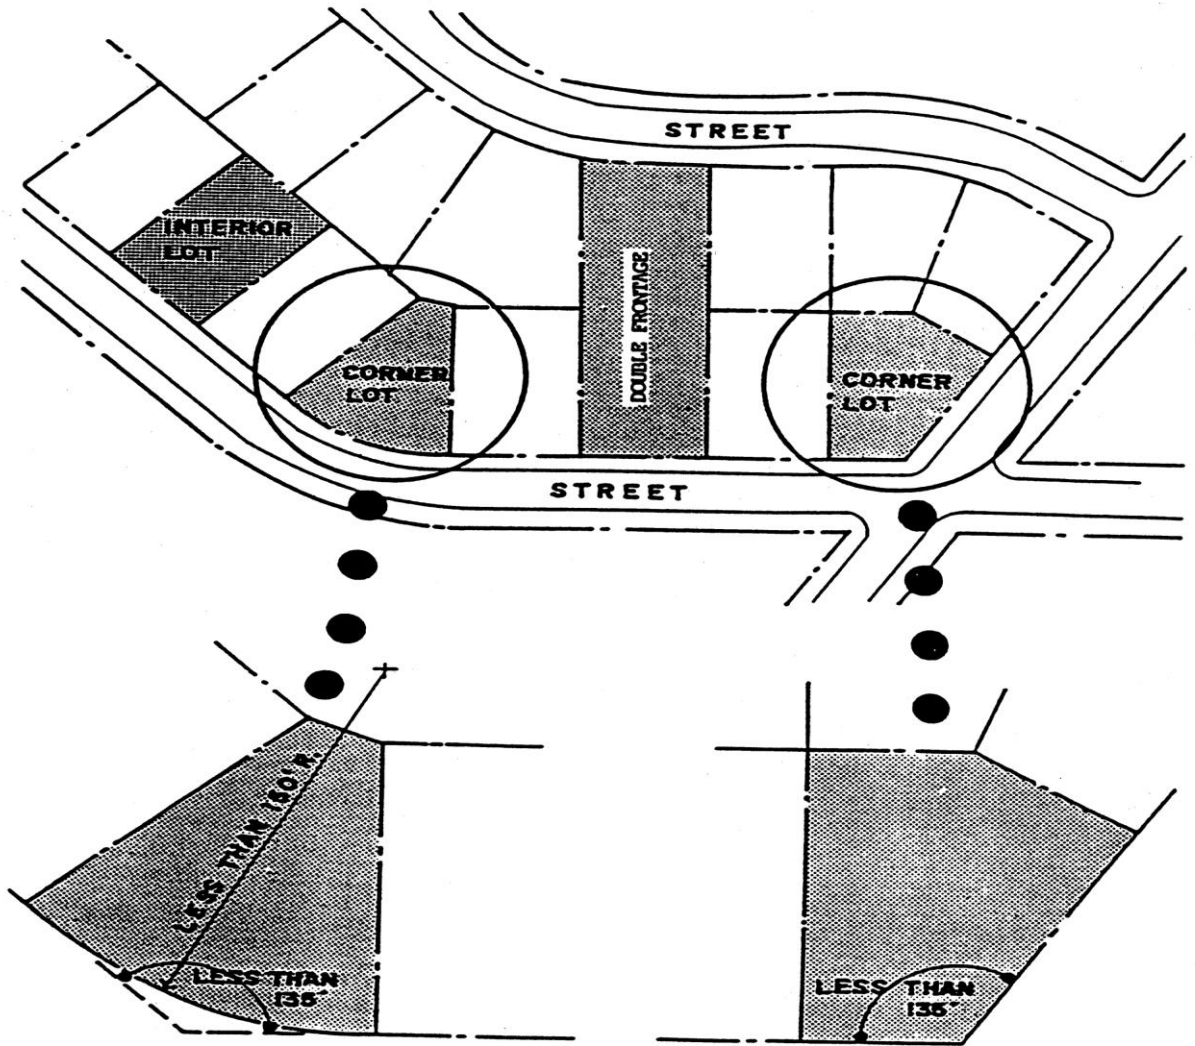 STREET
INTERIOR
LOT
DOUBLE FRONTAGE
CORNER
LOT
CORNER
LOT
STREET
LESS THAN 150' R.
LESS THAN
135°
LESS THAN
135°